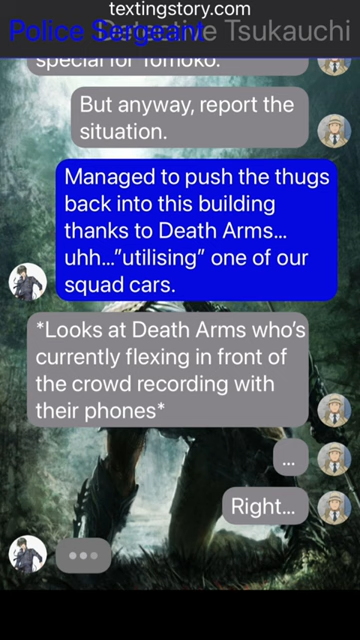 textingstory.com
Police Sergeant Detective Tsukauchi
special for Tomoko.
But anyway, report the
situation.
Managed to push the thugs
back into this building
thanks to Death Arms…
uhh…”utilising” one of our
squad cars.
*Looks at Death Arms who’s
currently flexing in front of
the crowd recording with
their phones*
...
Right...